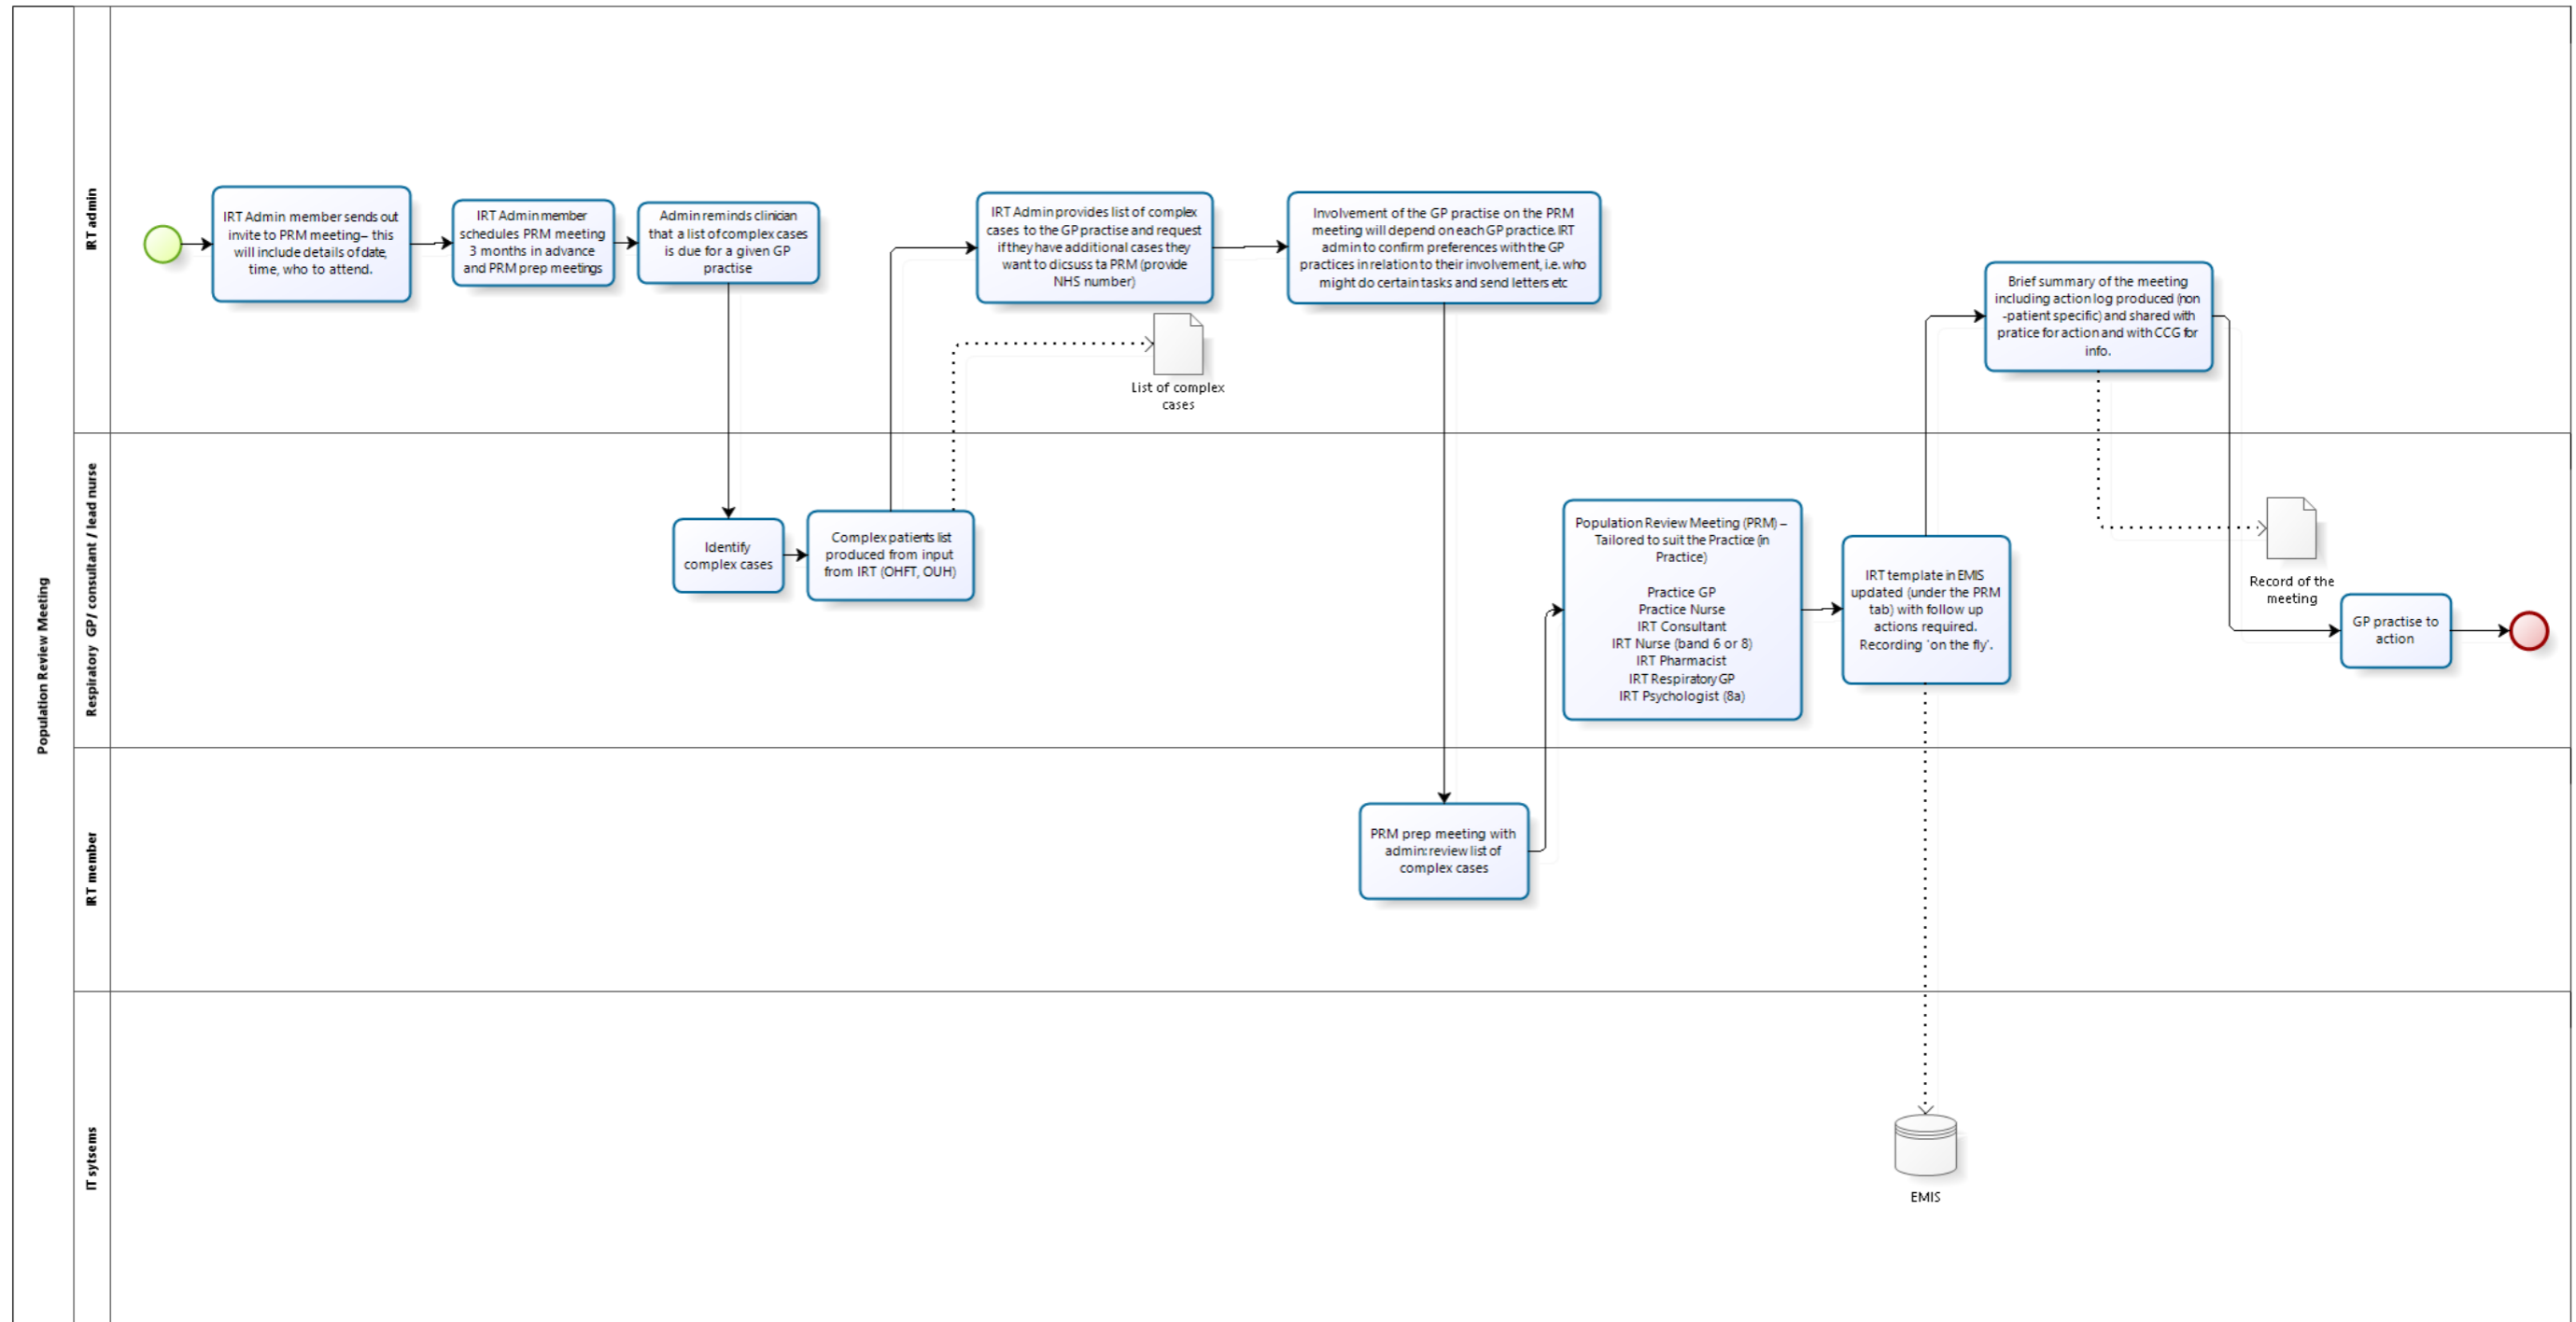 Population Review Meeting
IRT admin
IRT Admin member sends out
invite to PRM meeting– this
will include details of date,
time, who to attend.
IRT Admin member
schedules PRM meeting
3 months in advance
and PRM prep meetings
Admin reminds clinician
that a list of complex cases
is due for a given GP
practise
IRT Admin provides list of complex
cases to the GP practise and request
if they have additional cases they
want to dicsuss ta PRM (provide
NHS number)
Involvement of the GP practise on the PRM
meeting will depend on each GP practice. IRT
admin to confirm preferences with the GP
practices in relation to their involvement, i.e. who
might do certain tasks and send letters etc
Brief summary of the meeting
including action log produced (non
-patient specific) and shared with
pratice for action and with CCG for
info.
List of complex
cases
Respiratory GP/ consultant / lead nurse
Identify
complex cases
Complex patients list
produced from input
from IRT (OHFT, OUH)
Population Review Meeting (PRM) –
Tailored to suit the Practice (in
Practice)
Practice GP
Practice Nurse
IRT Consultant
IRT Nurse (band 6 or 8)
IRT Pharmacist
IRT Respiratory GP
IRT Psychologist (8a)
IRT template in EMIS
updated (under the PRM
tab) with follow up
actions required.
Recording 'on the fly'.
Record of the
meeting
GP practise to
action
IRT member
PRM prep meeting with
admin: review list of
complex cases
IT sytsems
EMIS